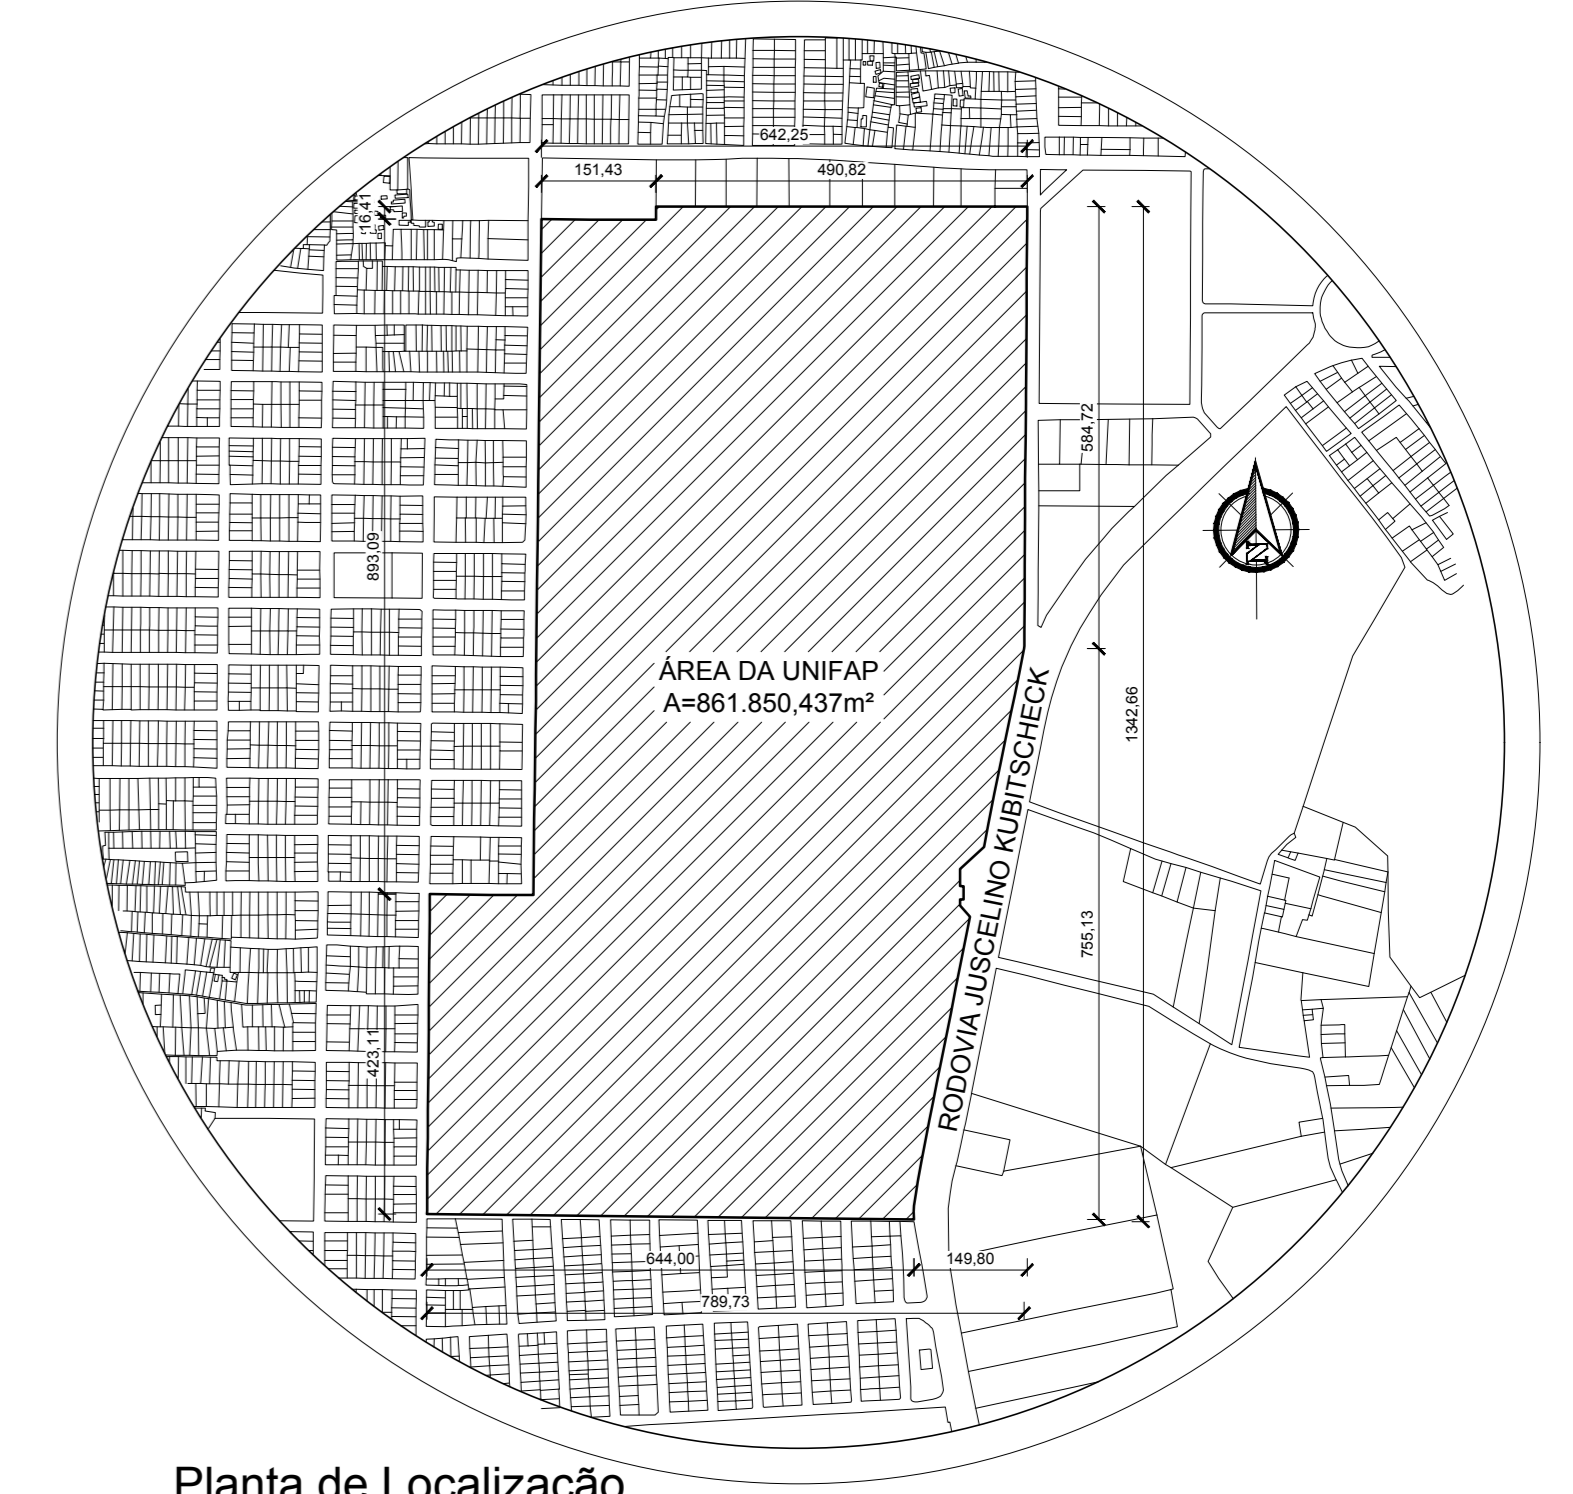 642,25
151,43
490,82
16,41
584,72
893,09
ÁREA DA UNIFAP
A=861.850,437m²
1342,66
RODOVIA JUSCELINO KUBITSCHECK
755,13
423,11
644,00
149,80
789,73
N
Planta de Localização